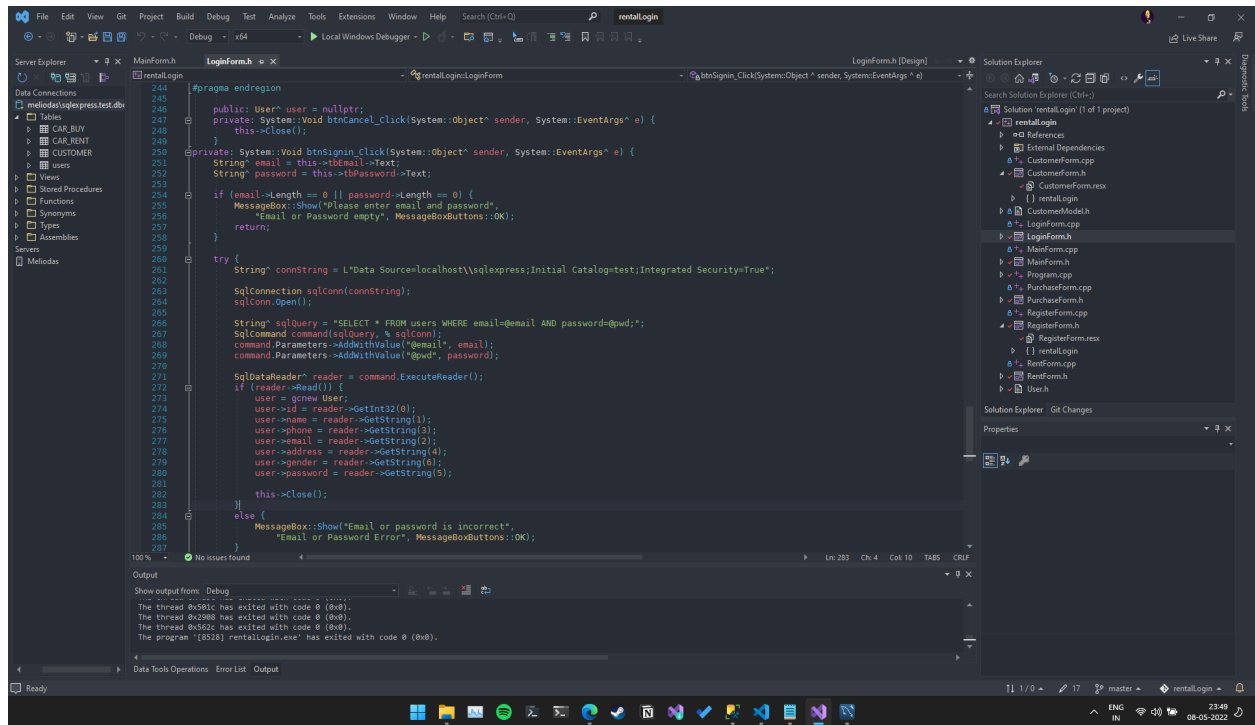 File Edit View Git Project Build Debug Test Analyze Tools Extensions Window Help Search (Ctrl+Q) rentalLogin
Debug x64 Local Windows Debugger Live Share
Server Explorer
Data Connections
meliodas\sqlexpress.test.dbo
Tables
CAR_BUY
CAR_RENT
CUSTOMER
users
Views
Stored Procedures
Functions
Synonyms
Types
Assemblies
Servers
Meliodas
MainForm.h LoginForm.h LoginForm.h [Design]
rentalLogin rentalLogin::LoginForm btnSignin_Click(System::Object ^ sender, System::EventArgs ^ e)
244 #pragma endregion
245
246 public: User^ user = nullptr;
247 private: System::Void btnCancel_Click(System::Object^ sender, System::EventArgs^ e) {
248 this->Close();
249 }
250 private: System::Void btnSignin_Click(System::Object^ sender, System::EventArgs^ e) {
251 String^ email = this->tbEmail->Text;
252 String^ password = this->tbPassword->Text;
253
254 if (email->Length == 0 || password->Length == 0) {
255 MessageBox::Show("Please enter email and password",
256 "Email or Password empty", MessageBoxButtons::OK);
257 return;
258 }
259
260 try {
261 String^ connString = L"Data Source=localhost\\sqlexpress;Initial Catalog=test;Integrated Security=True";
262
263 SqlConnection sqlConn(connString);
264 sqlConn.Open();
265
266 String^ sqlQuery = "SELECT * FROM users WHERE email=@email AND password=@pwd;";
267 SqlCommand command(sqlQuery, % sqlConn);
268 command.Parameters->AddWithValue("@email", email);
269 command.Parameters->AddWithValue("@pwd", password);
270
271 SqlDataReader^ reader = command.ExecuteReader();
272 if (reader->Read()) {
273 user = gcnew User;
274 user->id = reader->GetInt32(0);
275 user->name = reader->GetString(1);
276 user->phone = reader->GetString(3);
277 user->email = reader->GetString(2);
278 user->address = reader->GetString(4);
279 user->gender = reader->GetString(6);
280 user->password = reader->GetString(5);
281
282 this->Close();
283 }
284 else {
285 MessageBox::Show("Email or password is incorrect",
286 "Email or Password Error", MessageBoxButtons::OK);
287 }
100 % No issues found Ln: 283 Ch: 4 Col: 10 TABS CRLF
Output
Show output from: Debug
The thread 0x501c has exited with code 0 (0x0).
The thread 0x2908 has exited with code 0 (0x0).
The thread 0x562c has exited with code 0 (0x0).
The program '[8528] rentalLogin.exe' has exited with code 0 (0x0).
Data Tools Operations Error List Output
Solution Explorer
Search Solution Explorer (Ctrl+;)
Solution 'rentalLogin' (1 of 1 project)
rentalLogin
References
External Dependencies
CustomerForm.cpp
CustomerForm.h
CustomerForm.resx
{ } rentalLogin
CustomerModel.h
LoginForm.cpp
LoginForm.h
MainForm.cpp
MainForm.h
Program.cpp
PurchaseForm.cpp
PurchaseForm.h
RegisterForm.cpp
RegisterForm.h
RegisterForm.resx
{ } rentalLogin
RentForm.cpp
RentForm.h
User.h
Solution Explorer Git Changes
Properties
Diagnostic Tools
Ready 1 / 0 17 master rentalLogin
ENG
IN
23:49
08-05-2022